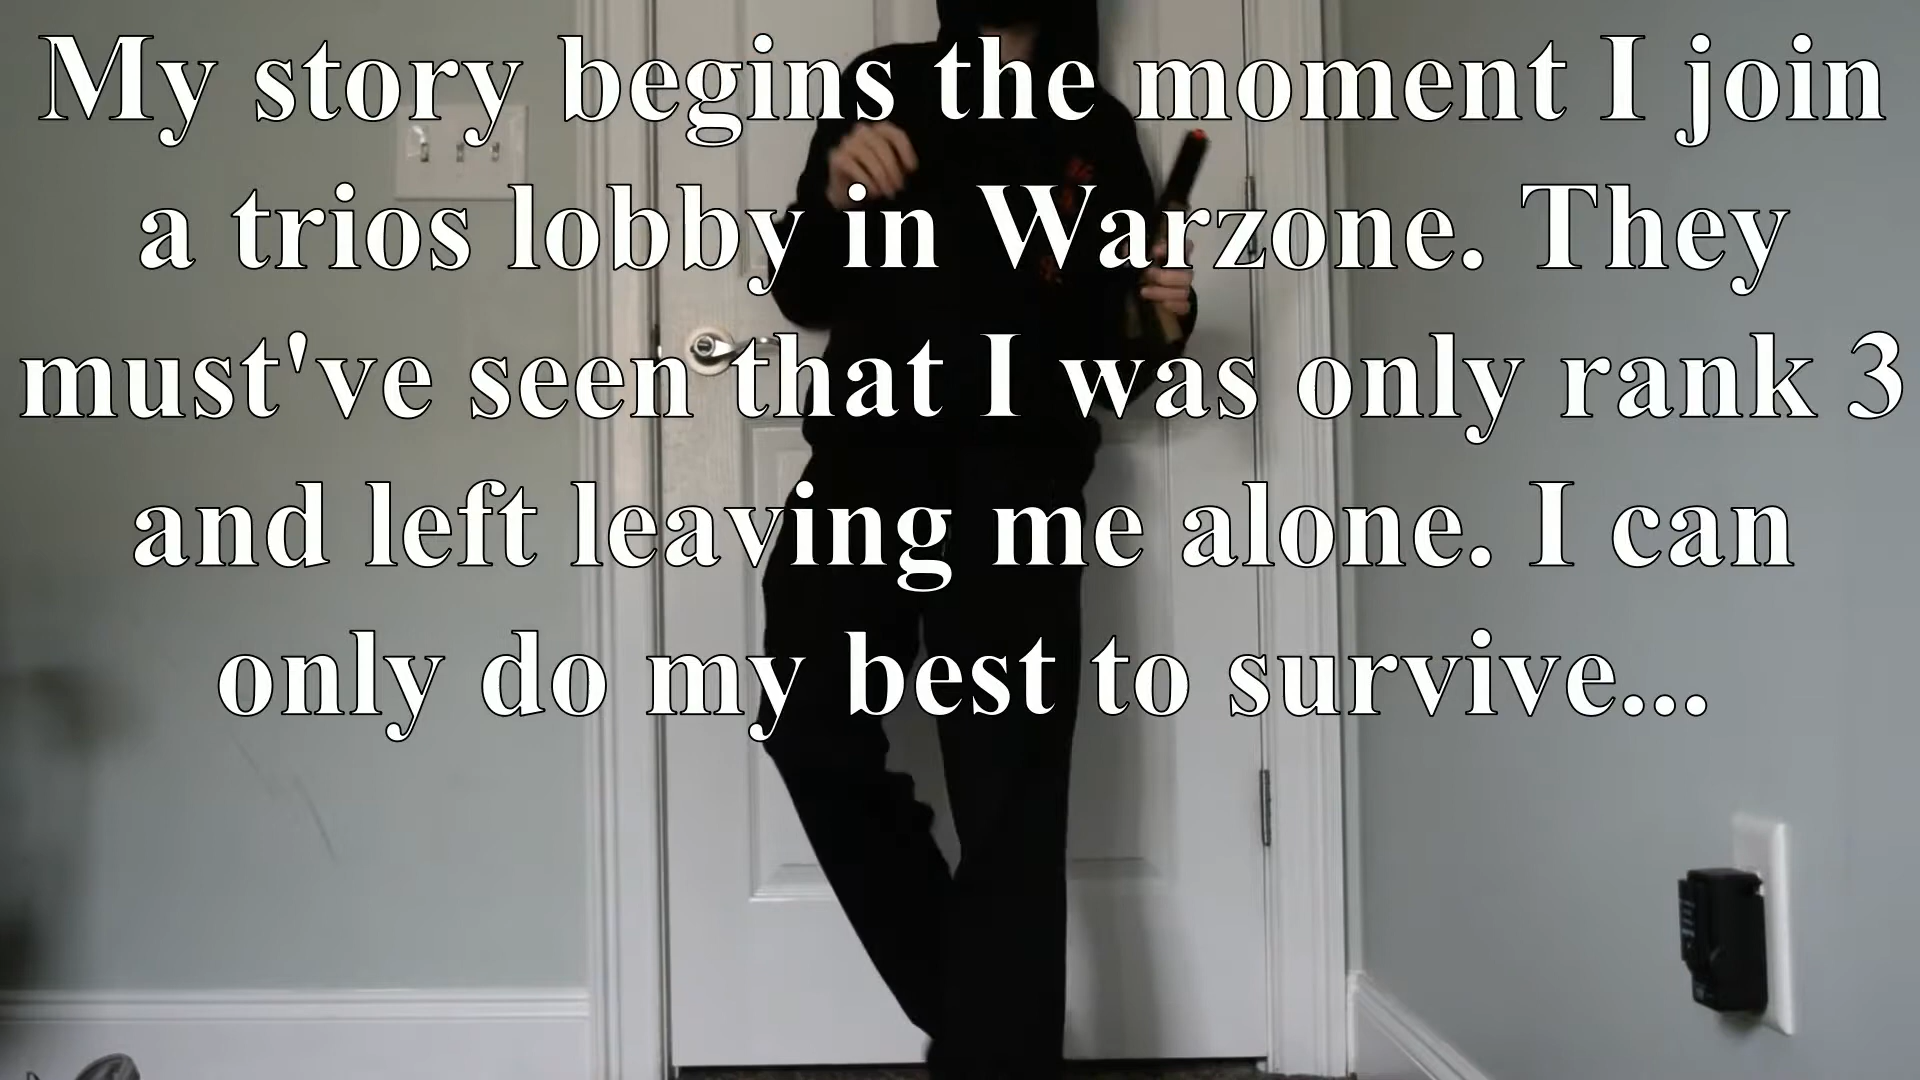 My story begins the moment I join
a trios lobby in Warzone. They
must've seen that I was only rank 3
and left leaving me alone. I can
only do my best to survive...